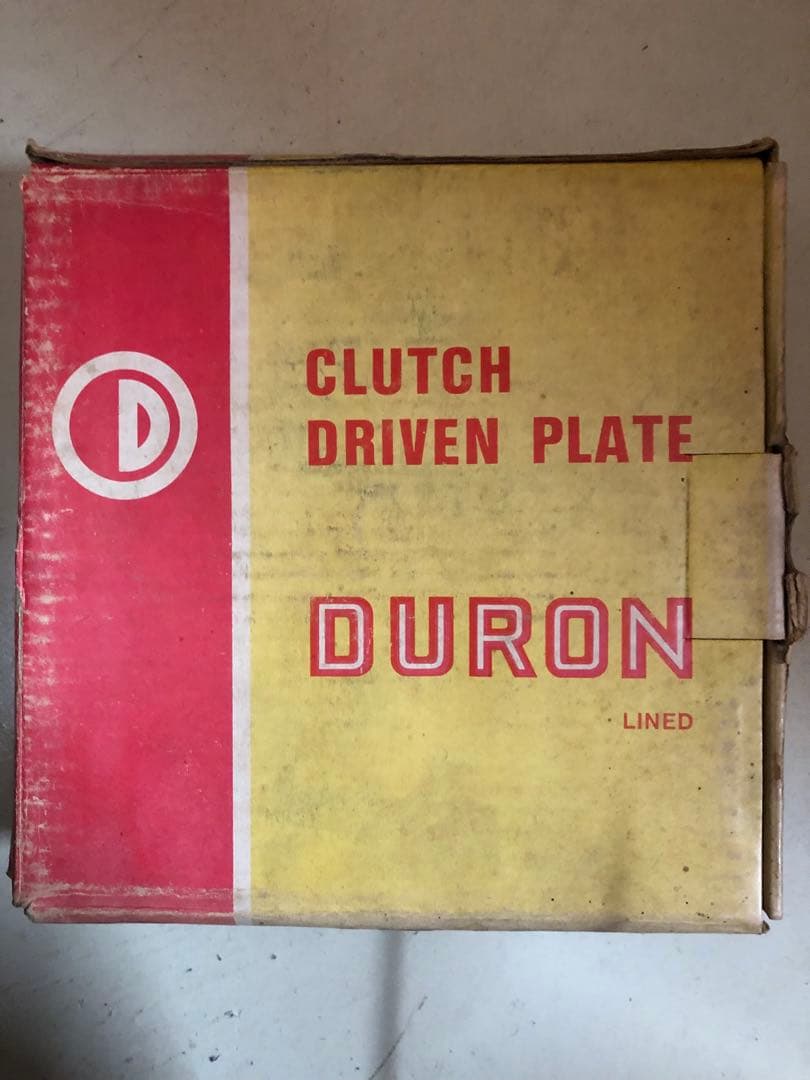 D
CLUTCH
DRIVEN PLATE
DURON
LINED